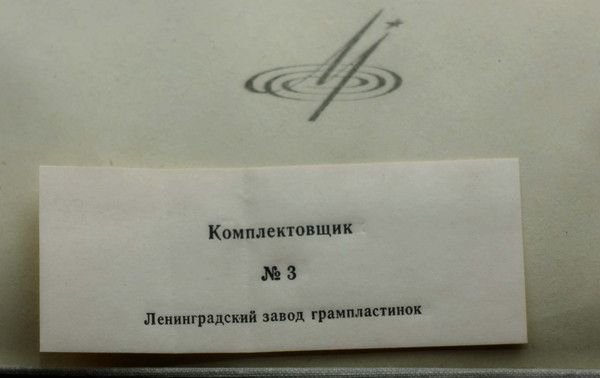 Комплектовщик
№ 3
Ленинградский завод грампластинок